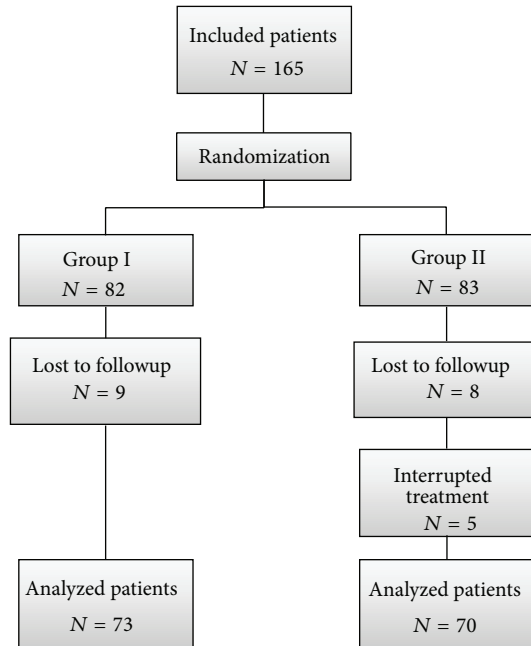 Included patients
N = 165
Randomization
Group I
N = 82
Group II
N = 83
Lost to followup
N = 9
Lost to followup
N = 8
Interrupted
treatment
N = 5
Analyzed patients
N = 73
Analyzed patients
N = 70